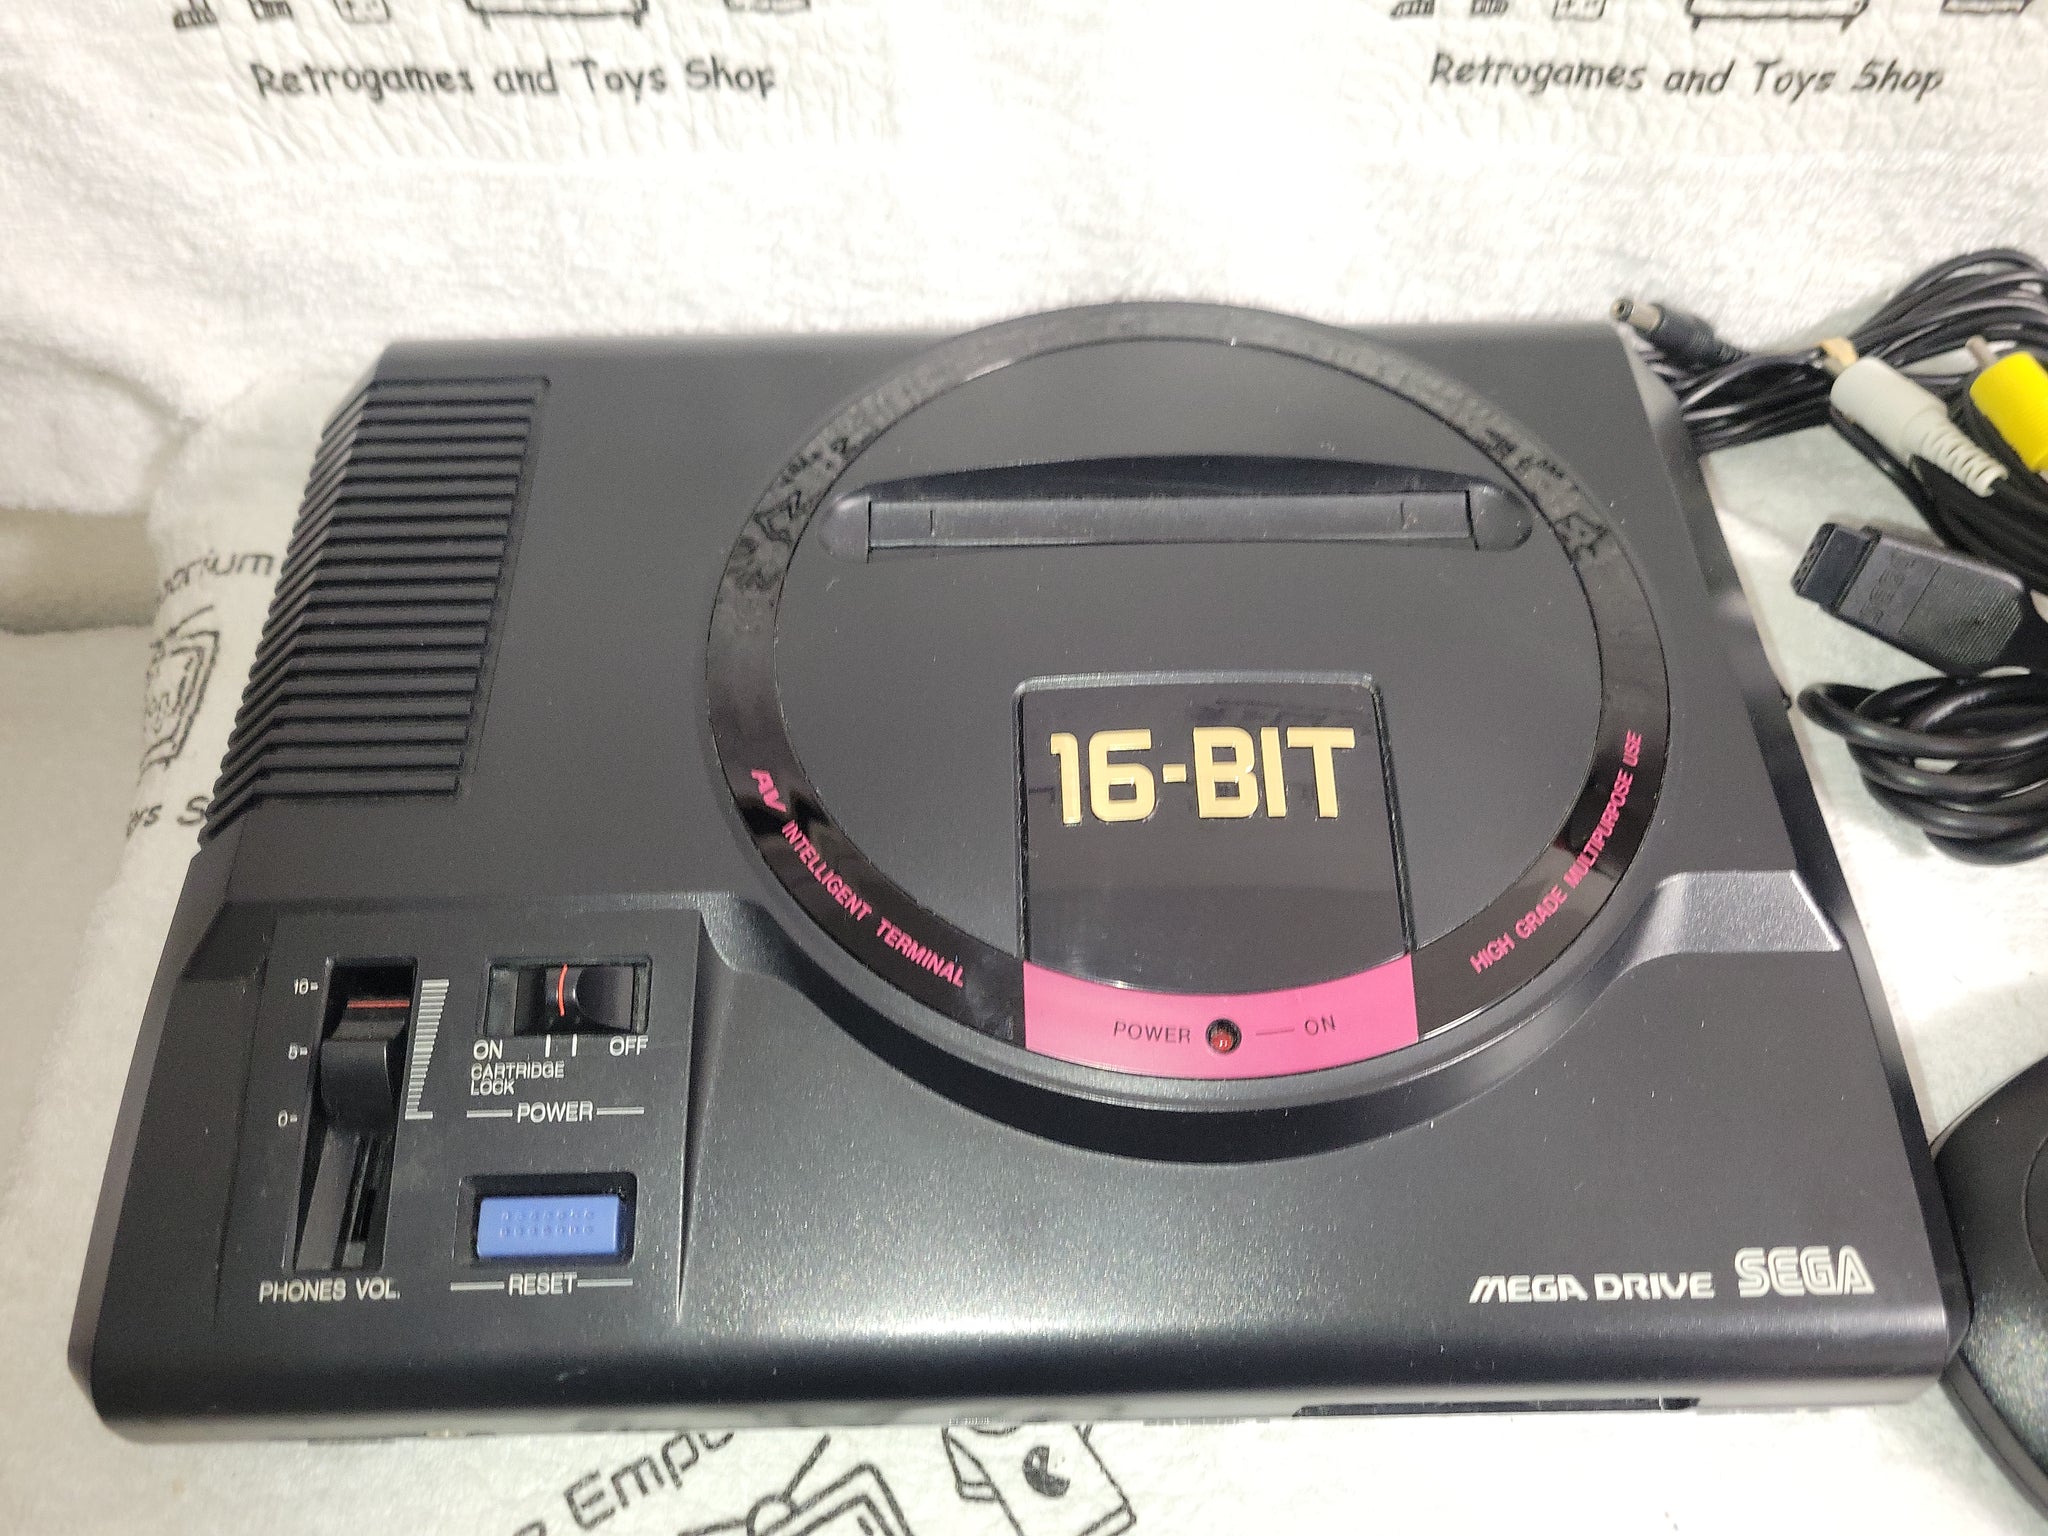 Retrogames and Toys Shop
Retrogames and Toys Shop
16-BIT
AV INTELLIGENT TERMINAL
HIGH GRADE MULTIPURPOSE USE
POWER ON
10
5
0
ON OFF
CARTRIDGE
LOCK
POWER
PHONES VOL.
RESET
MEGA DRIVE SEGA
SEGA